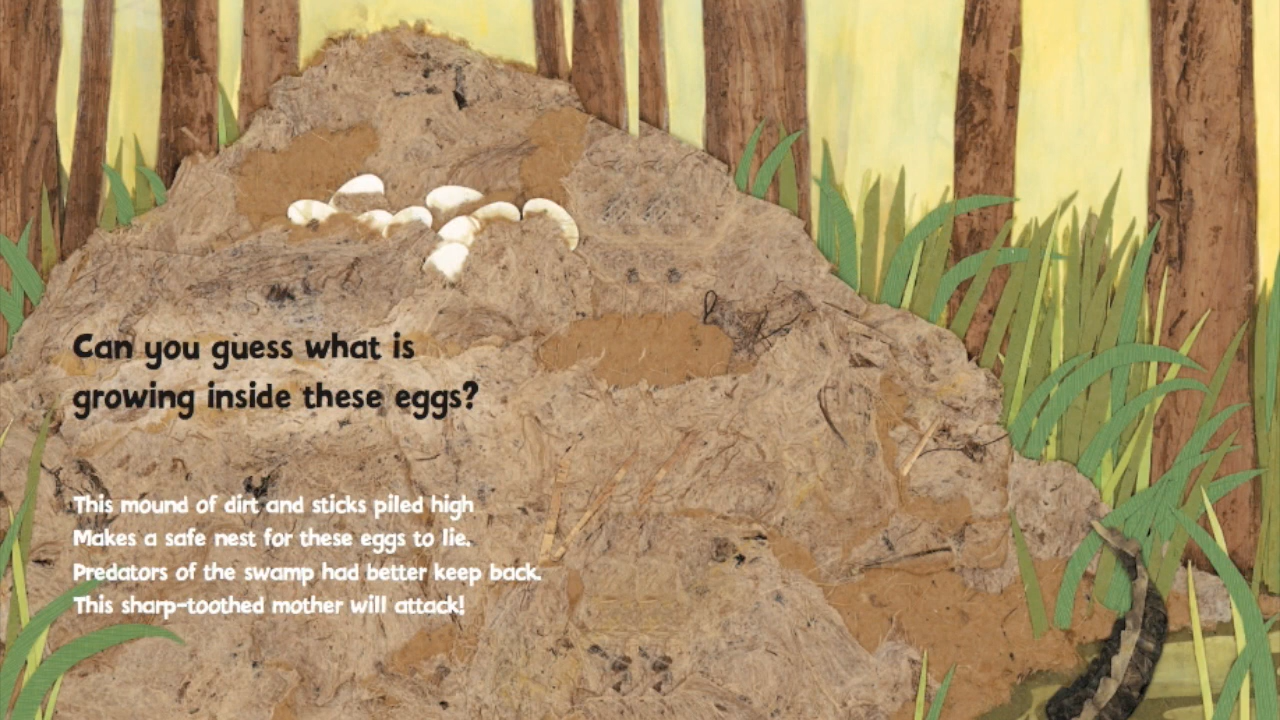 Can you guess what is
growing inside these eggs?
This mound of dirt and sticks piled high
Makes a safe nest for these eggs to lie.
Predators of the swamp had better keep back.
This sharp-toothed mother will attack!